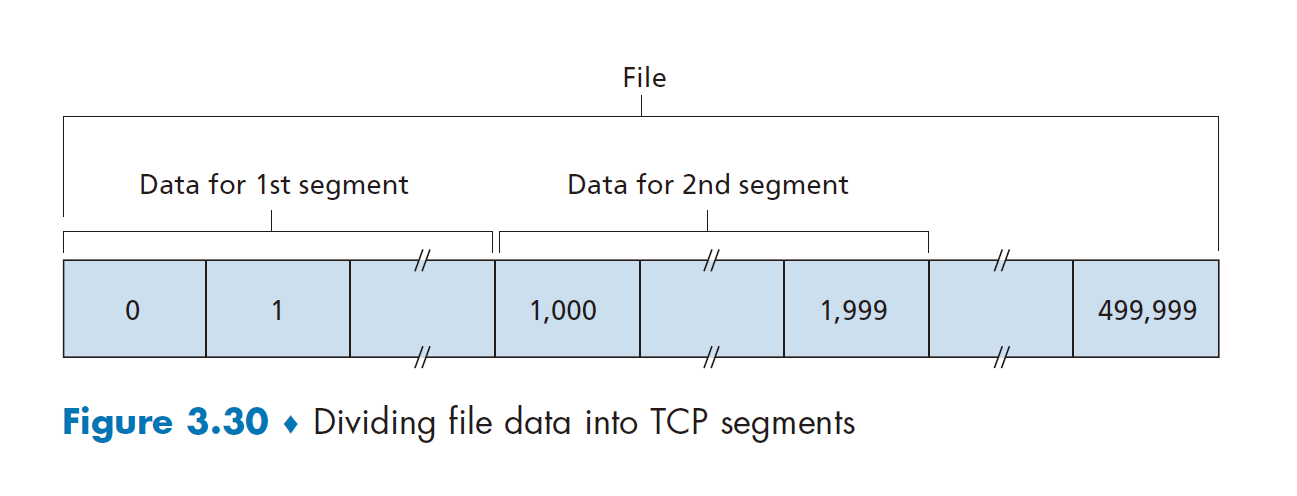 File
Data for 1st segment
Data for 2nd segment
0 1 1,000 1,999 499,999
Figure 3.30 ♦ Dividing file data into TCP segments